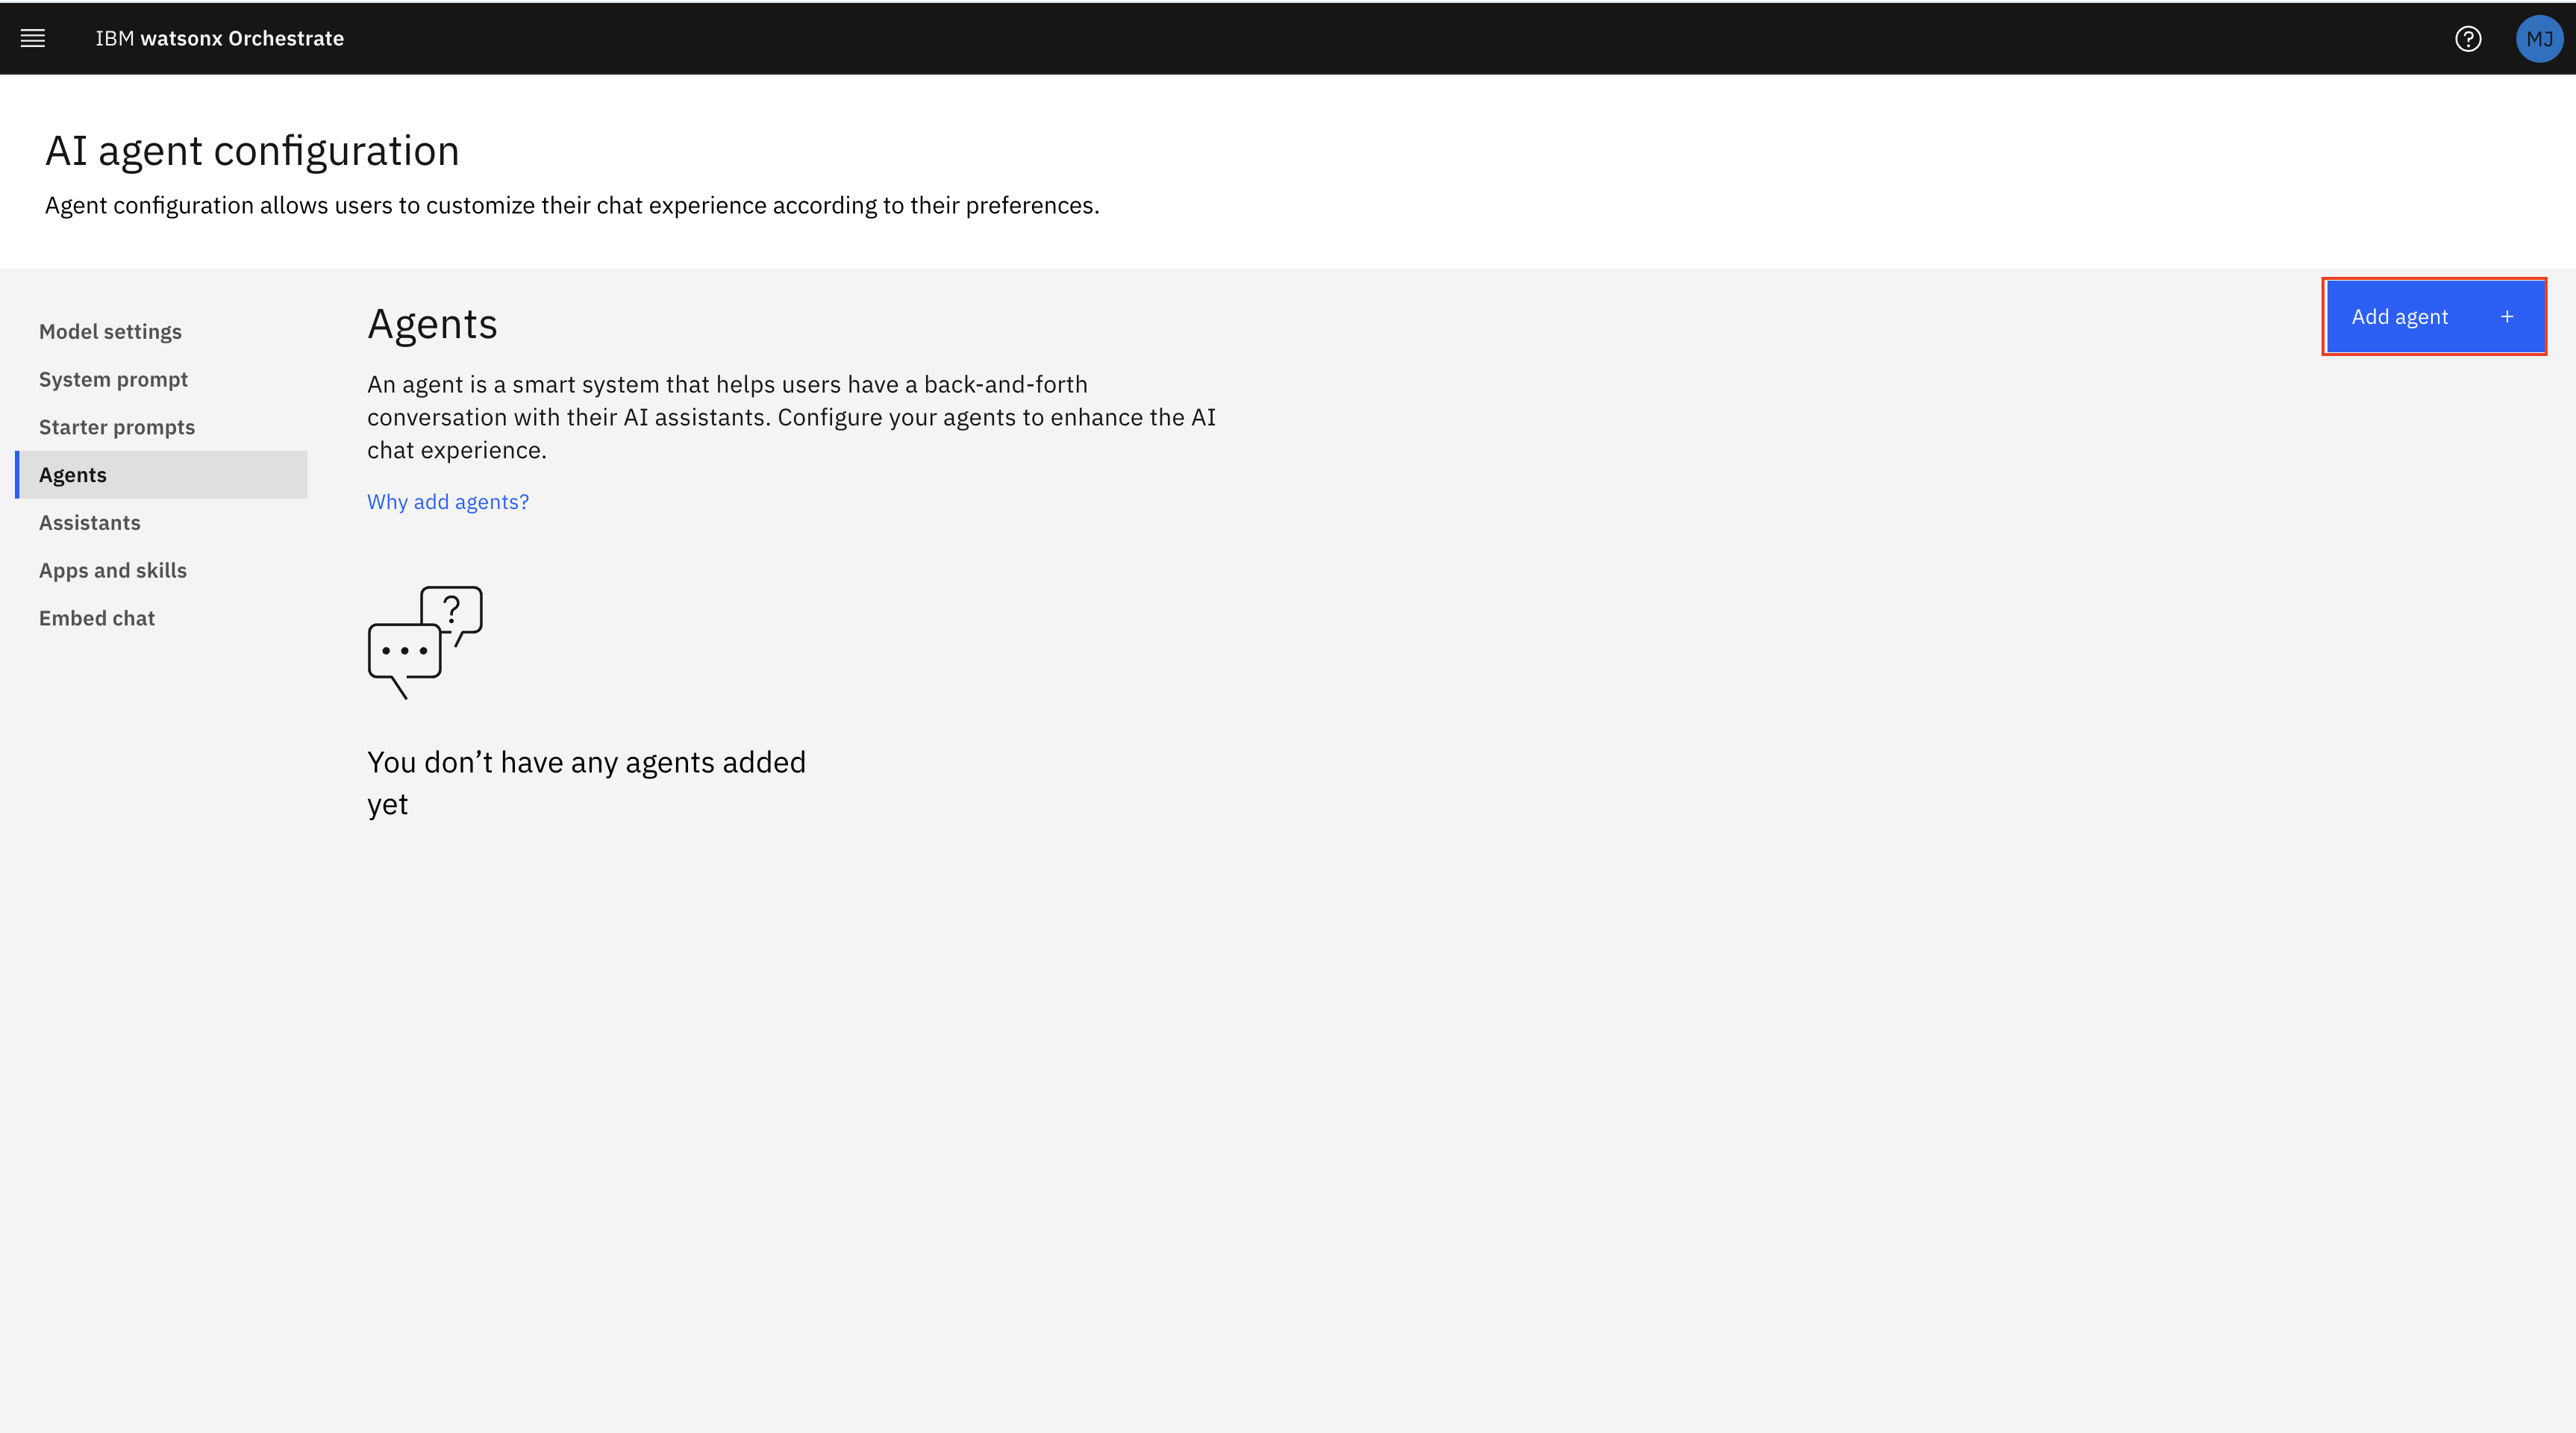 IBM watsonx Orchestrate
?
MJ
AI agent configuration
Agent configuration allows users to customize their chat experience according to their preferences.
Model settings
System prompt
Starter prompts
Agents
Assistants
Apps and skills
Embed chat
Agents
Add agent +
An agent is a smart system that helps users have a back-and-forth
conversation with their AI assistants. Configure your agents to enhance the AI
chat experience.
Why add agents?
?
You don’t have any agents added
yet